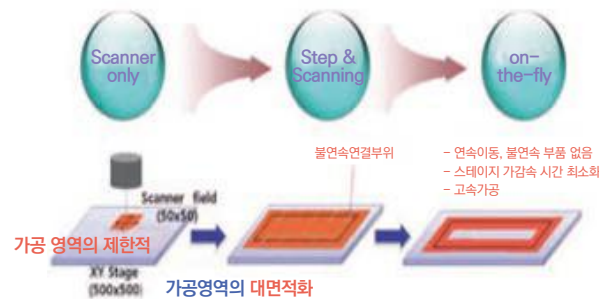 Scanner
only
Step &
Scanning
on-
the-fly
불연속연결부위
- 연속이동, 불연속 부품 없음
- 스테이지 가감속 시간 최소화
- 고속가공
Scanner field
(50x50)
가공 영역의 제한적
XY Stage
(500x500)
가공영역의 대면적화